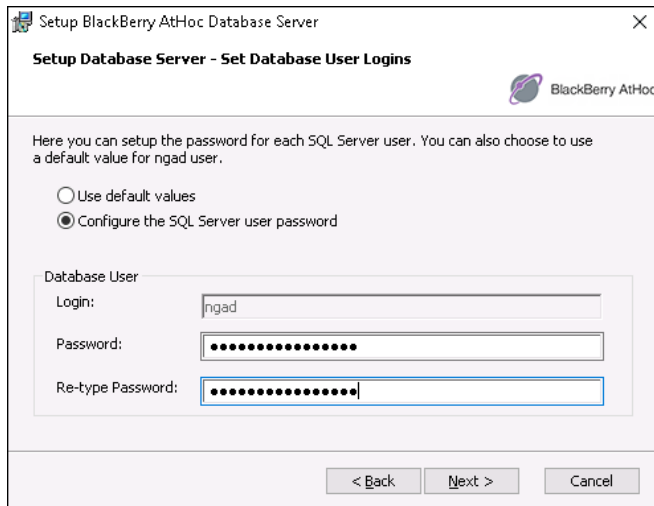 Setup BlackBerry AtHoc Database Server
Setup Database Server - Set Database User Logins
BlackBerry AtHoc
Here you can setup the password for each SQL Server user. You can also choose to use
a default value for ngad user.
Use default values
Configure the SQL Server user password
Database User
Login:
ngad
Password:
••••••••••••••••
Re-type Password:
••••••••••••••••
< Back
Next >
Cancel